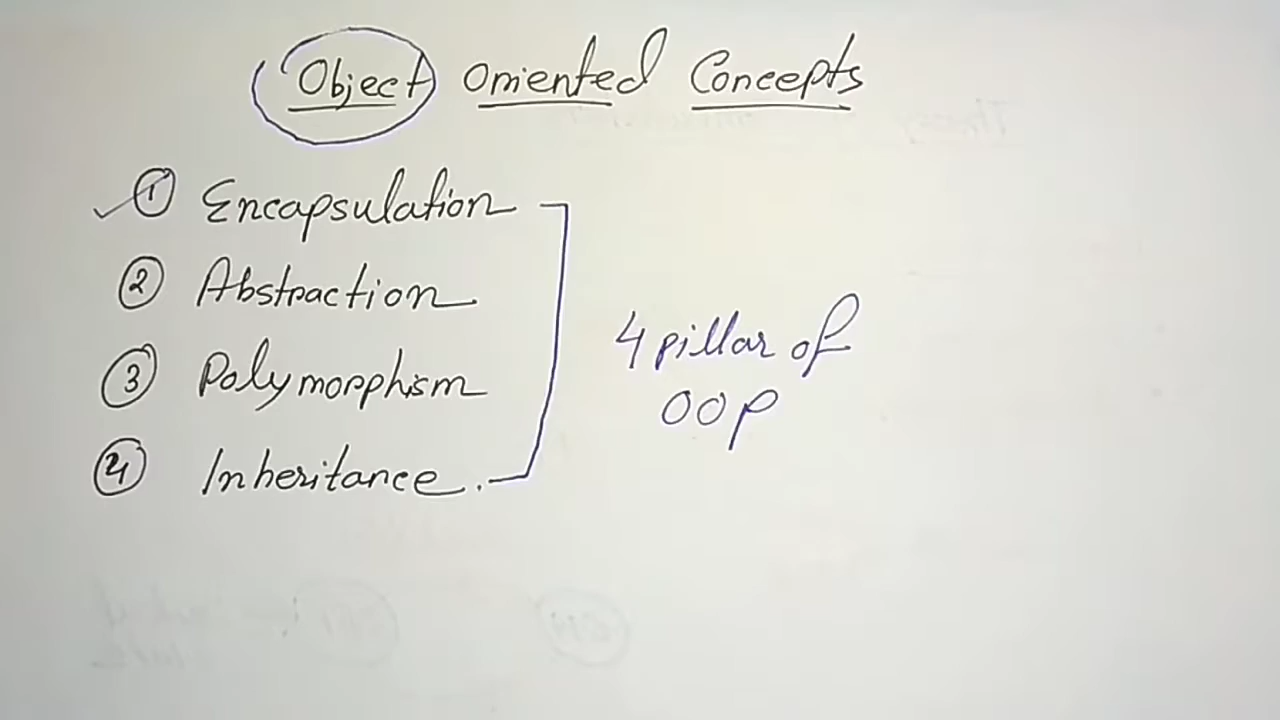 Object Oriented Concepts
1 Encapsulation
2 Abstraction
3 Polymorphism
4 Inheritance.
4 pillar of
OOP